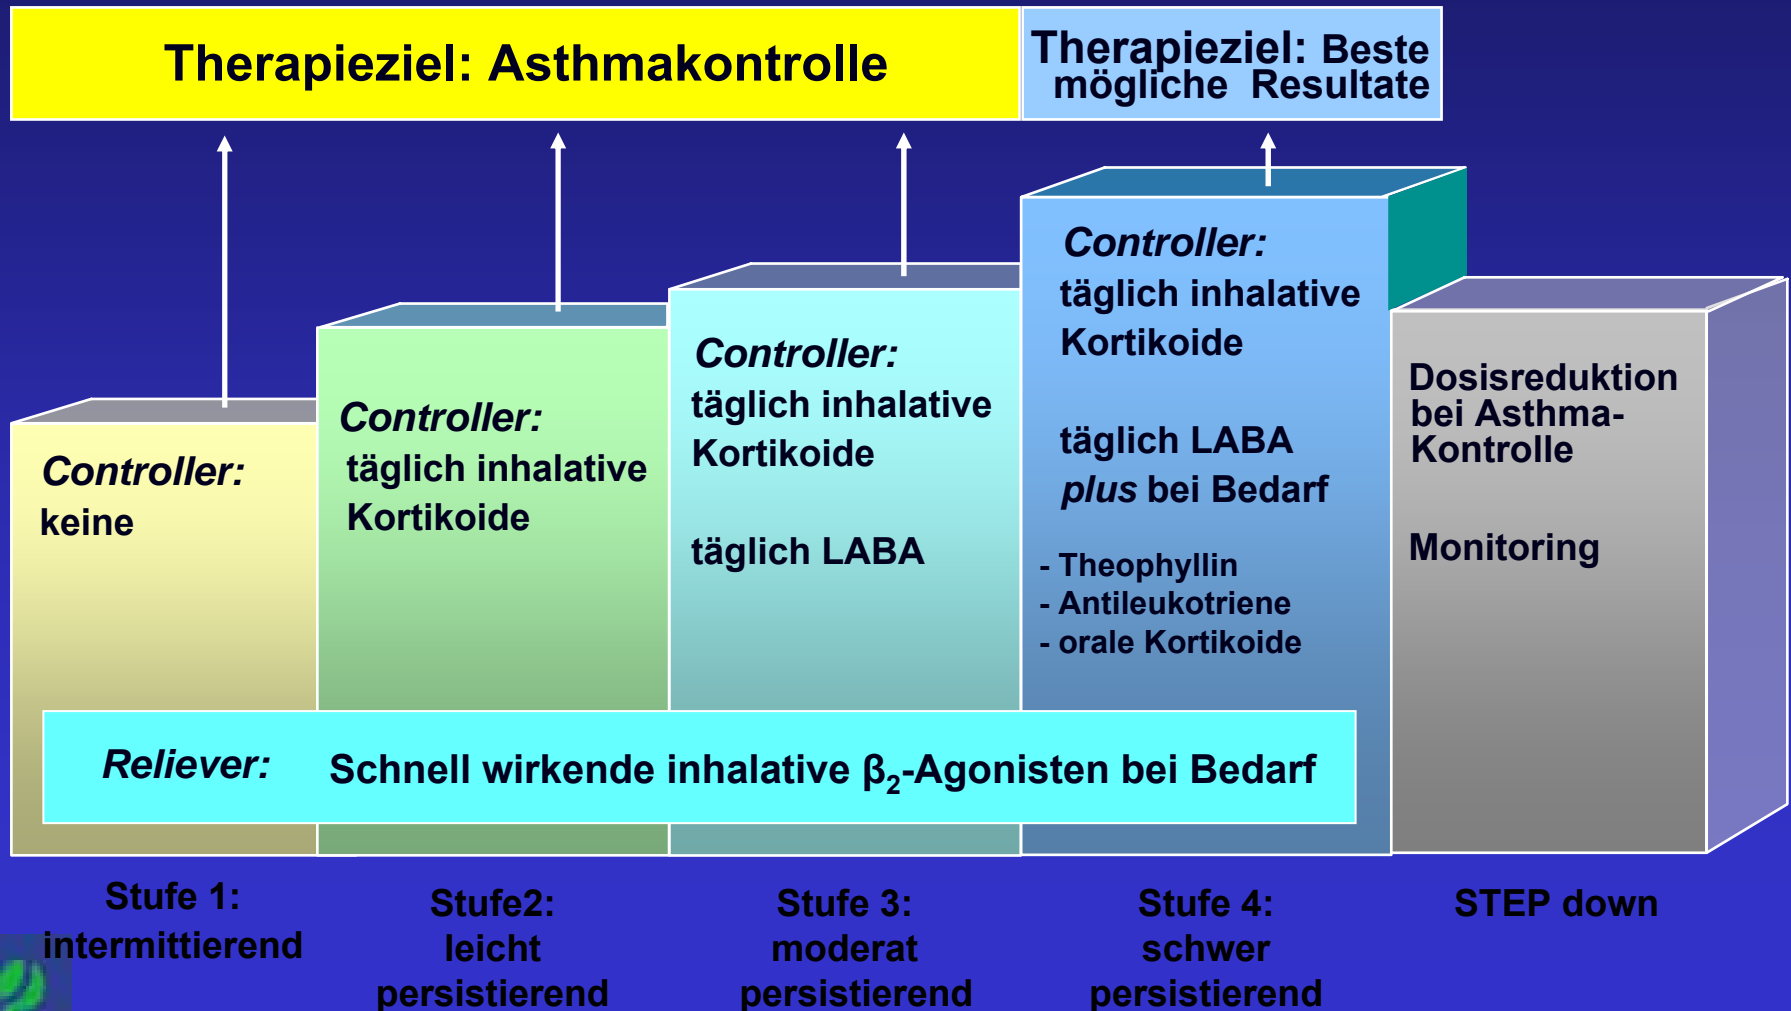 Therapieziel: Asthmakontrolle
Therapieziel: Beste
mögliche Resultate
Controller:
keine
Controller:
täglich inhalative
Kortikoide
Controller:
täglich inhalative
Kortikoide
täglich LABA
Controller:
täglich inhalative
Kortikoide
täglich LABA
plus bei Bedarf
- Theophyllin
- Antileukotriene
- orale Kortikoide
Dosisreduktion
bei Asthma-
Kontrolle
Monitoring
Reliever: Schnell wirkende inhalative β₂-Agonisten bei Bedarf
Stufe 1:
intermittierend
Stufe2:
leicht
persistierend
Stufe 3:
moderat
persistierend
Stufe 4:
schwer
persistierend
STEP down